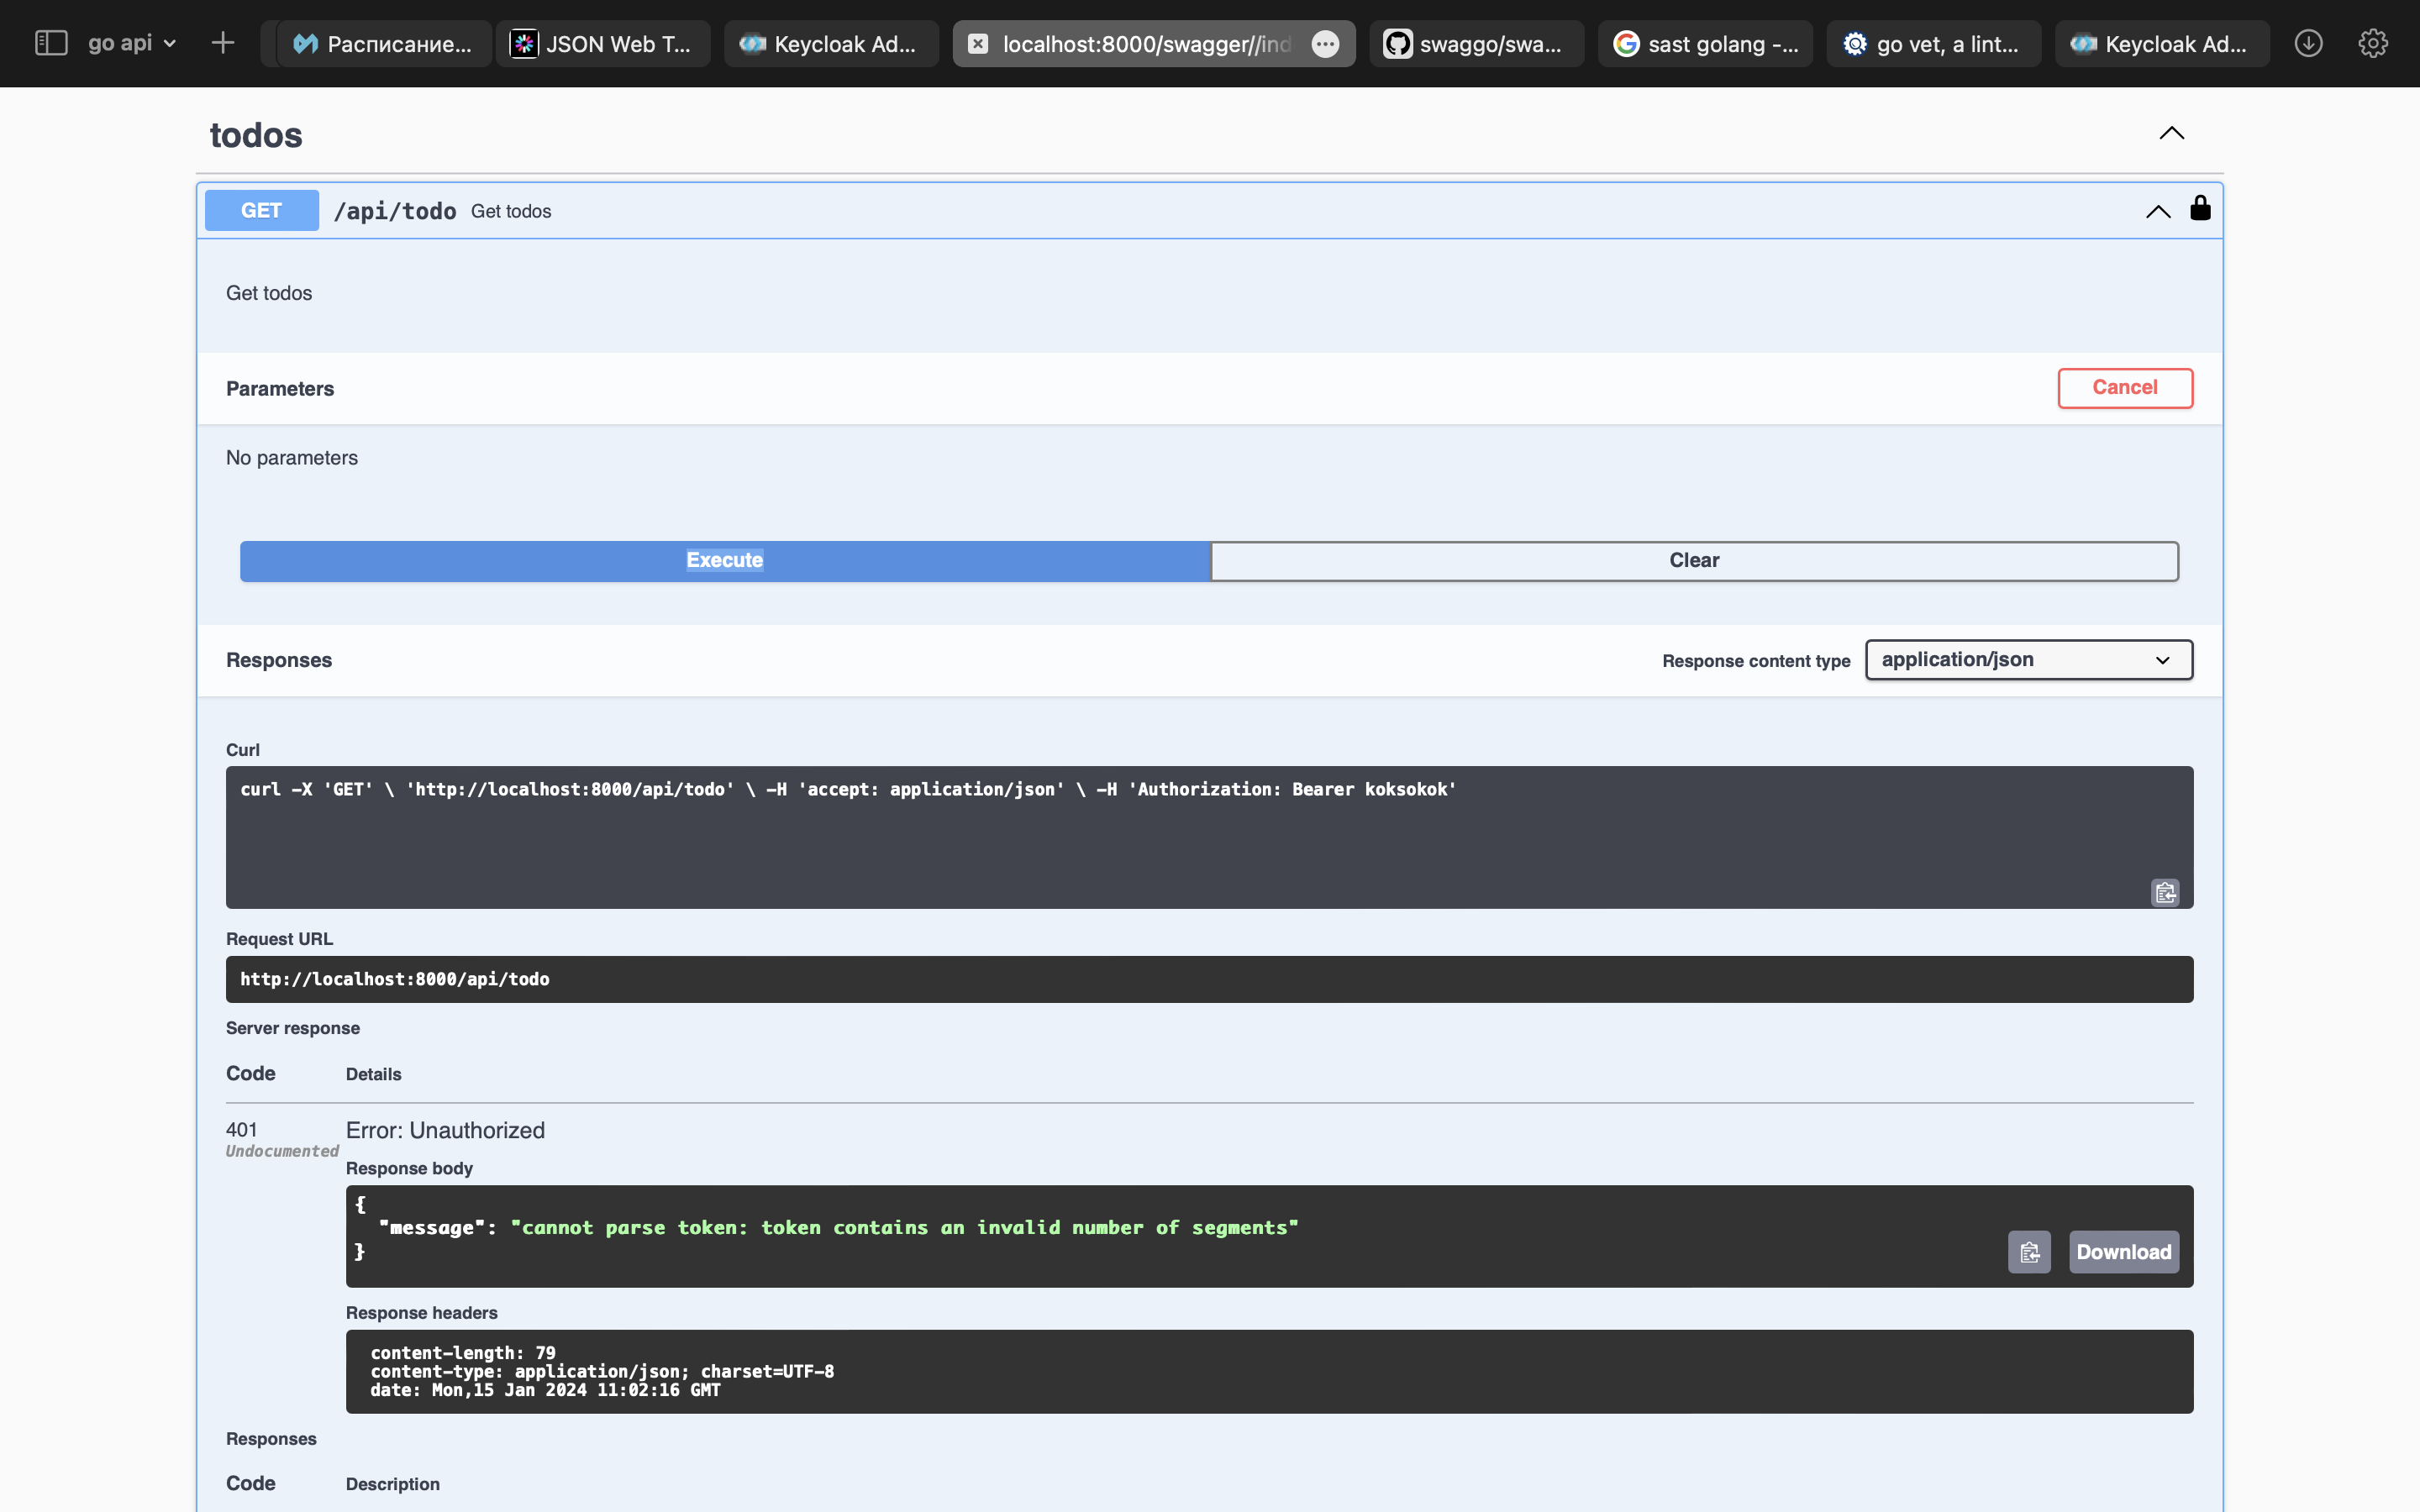 go api
Расписание...
JSON Web T...
Keycloak Ad...
localhost:8000/swagger//ind
swaggo/swa...
sast golang -...
go vet, a lint...
Keycloak Ad...
todos
GET /api/todo Get todos
Get todos
Parameters
Cancel
No parameters
Execute
Clear
Responses
Response content type
application/json
Curl
curl -X 'GET' \ 'http://localhost:8000/api/todo' \ -H 'accept: application/json' \ -H 'Authorization: Bearer koksokok'
Request URL
http://localhost:8000/api/todo
Server response
Code Details
401 Error: Unauthorized
Undocumented
Response body
{
"message": "cannot parse token: token contains an invalid number of segments"
}
Download
Response headers
content-length: 79
content-type: application/json; charset=UTF-8
date: Mon,15 Jan 2024 11:02:16 GMT
Responses
Code Description